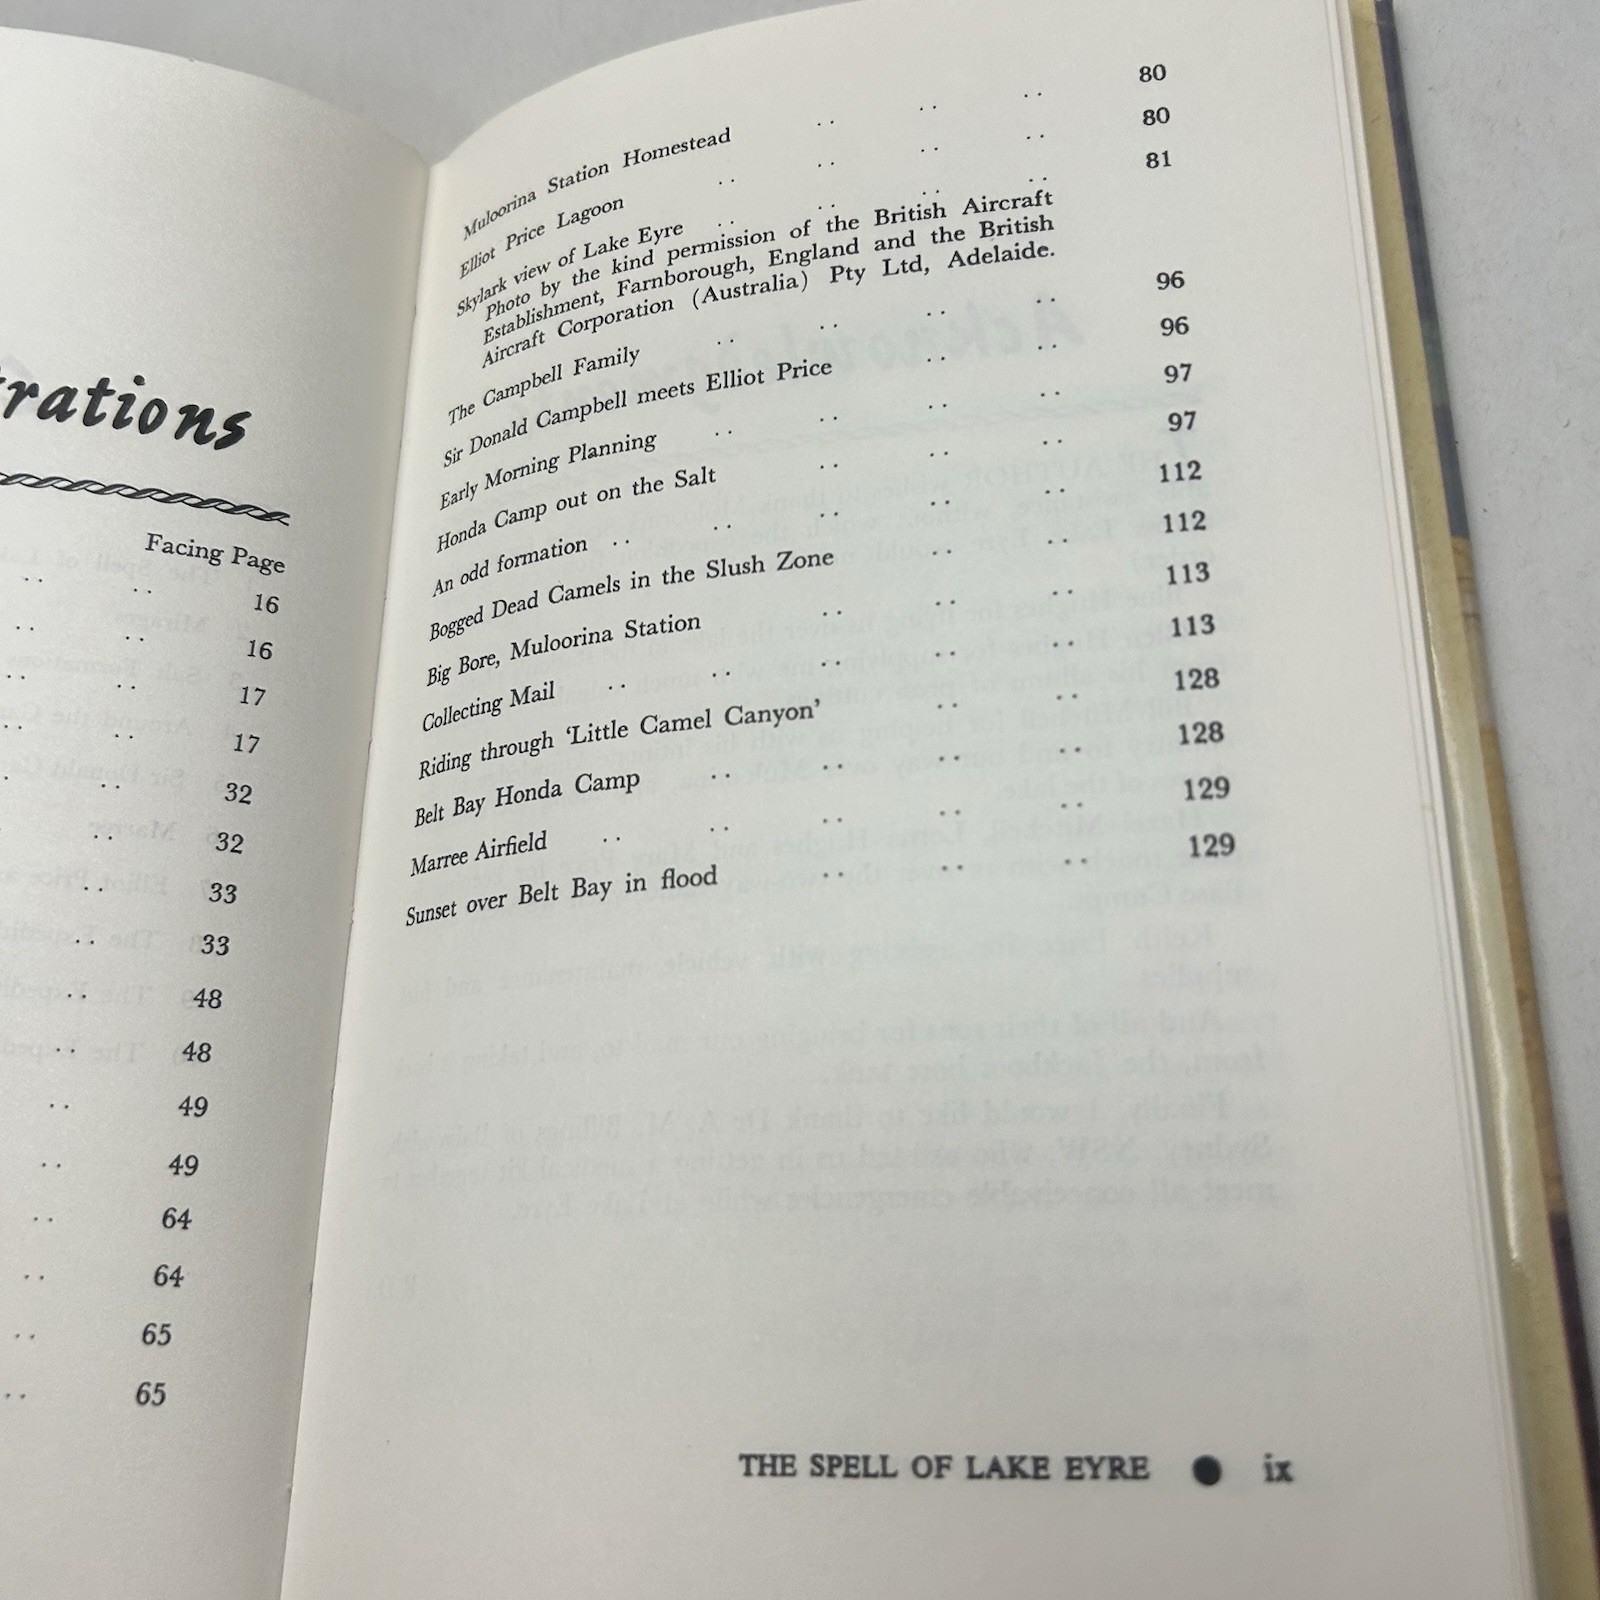 trations
Facing Page
.. .. 16
.. .. 16
.. .. 17
.. .. 17
.. .. 32
.. 32
.. 33
.. 33
.. 48
.. 48
.. 49
.. 49
.. 64
.. 64
.. 65
.. 65
Muloorina Station Homestead .. .. .. 80
Elliot Price Lagoon .. .. .. .. 80
Skylark view of Lake Eyre .. .. .. .. 81
Photo by the kind permission of the British Aircraft
Establishment, Farnborough, England and the British
Aircraft Corporation (Australia) Pty Ltd, Adelaide.
The Campbell Family .. .. .. .. 96
Sir Donald Campbell meets Elliot Price .. .. 96
Early Morning Planning .. .. .. .. 97
Honda Camp out on the Salt .. .. .. 97
An odd formation .. .. .. .. .. 112
Bogged Dead Camels in the Slush Zone .. .. 112
Big Bore, Muloorina Station .. .. .. 113
Collecting Mail .. .. .. .. .. 113
Riding through ‘Little Camel Canyon’ .. .. 128
Belt Bay Honda Camp .. .. .. .. 128
Marree Airfield .. .. .. .. .. 129
Sunset over Belt Bay in flood .. .. .. 129
THE SPELL OF LAKE EYRE ● ix